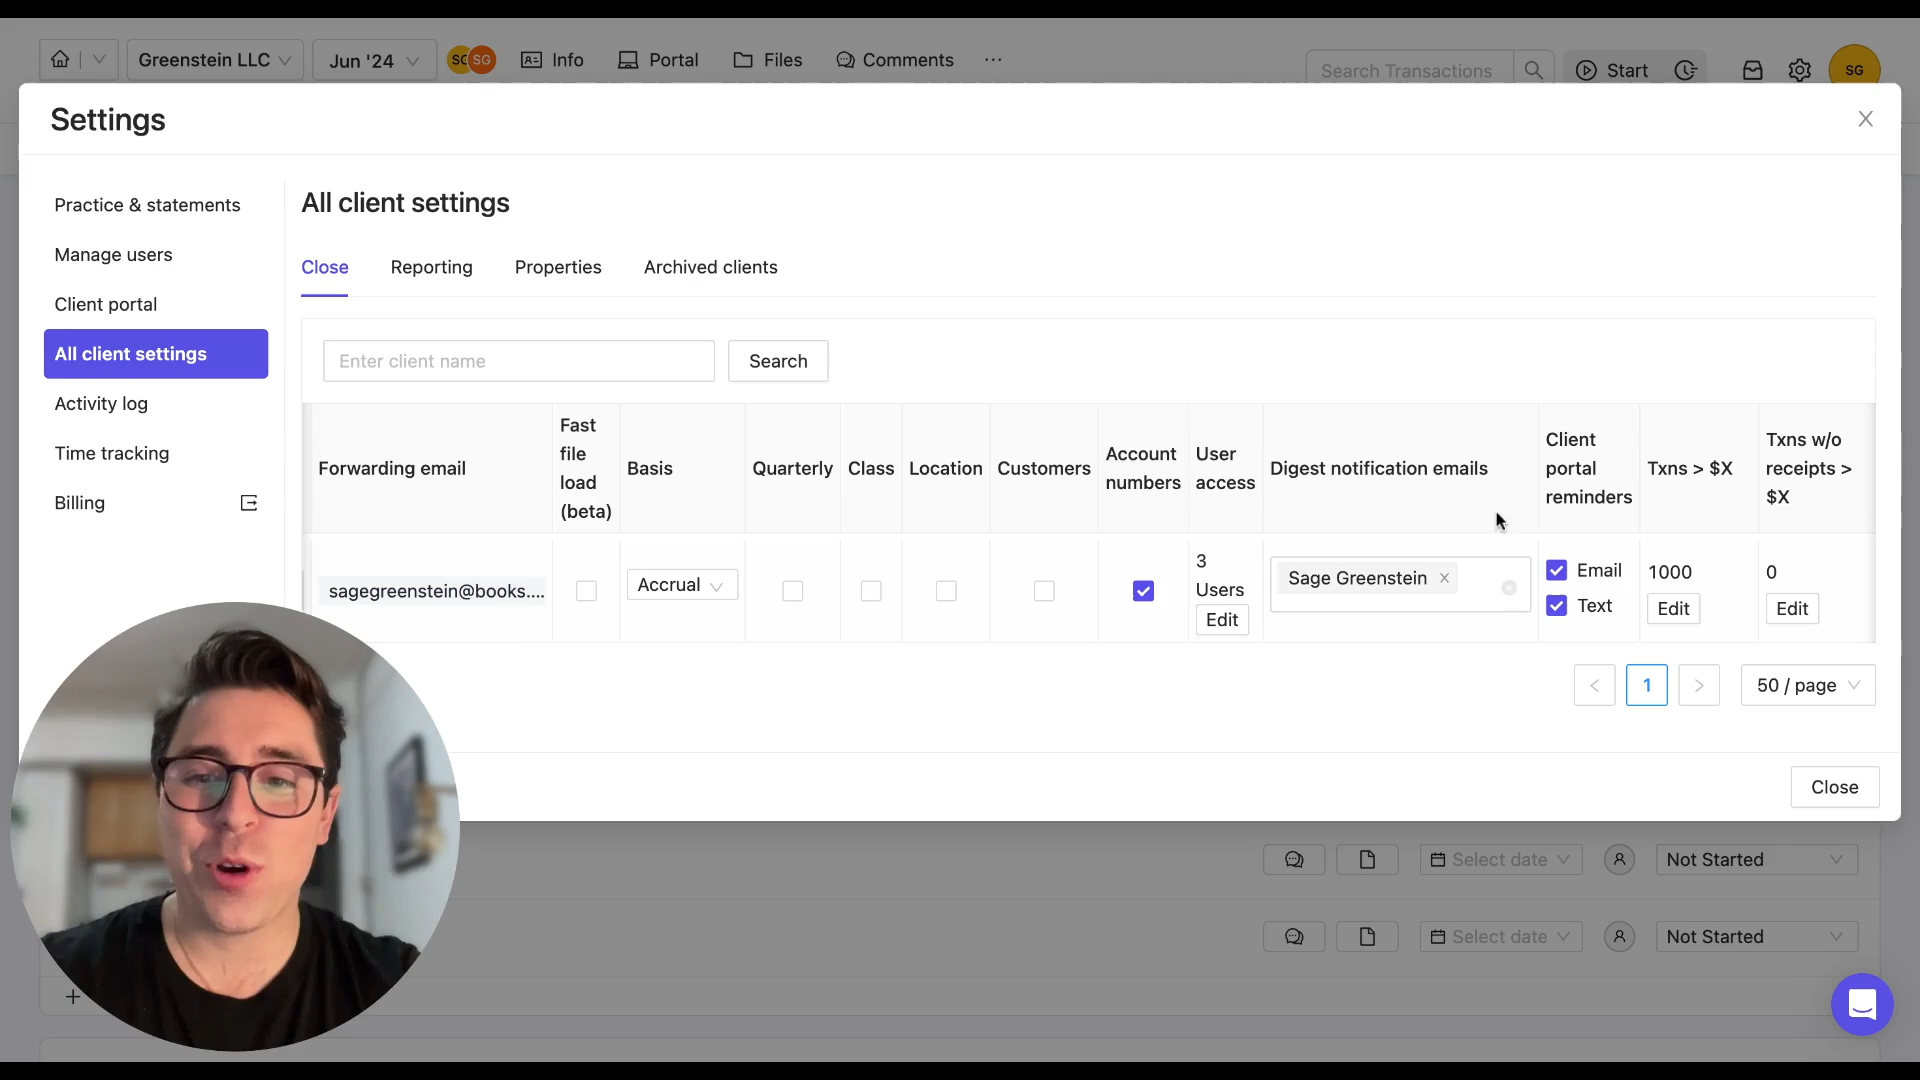 Greenstein LLC
Jun '24
SG
SG
Info
Portal
Files
Comments
Search Transactions
Start
SG
Settings
Practice & statements
Manage users
Client portal
All client settings
Activity log
Time tracking
Billing
All client settings
Close
Reporting
Properties
Archived clients
Enter client name
Search
Forwarding email
Fast
file
load
(beta)
Basis
Quarterly
Class
Location
Customers
Account
numbers
User
access
Digest notification emails
Client
portal
reminders
Txns > $X
Txns w/o
receipts >
$X
sagegreenstein@books....
Accrual
3
Users
Edit
Sage Greenstein
Email
Text
1000
Edit
0
Edit
1
50 / page
Close
Select date
Not Started
Select date
Not Started